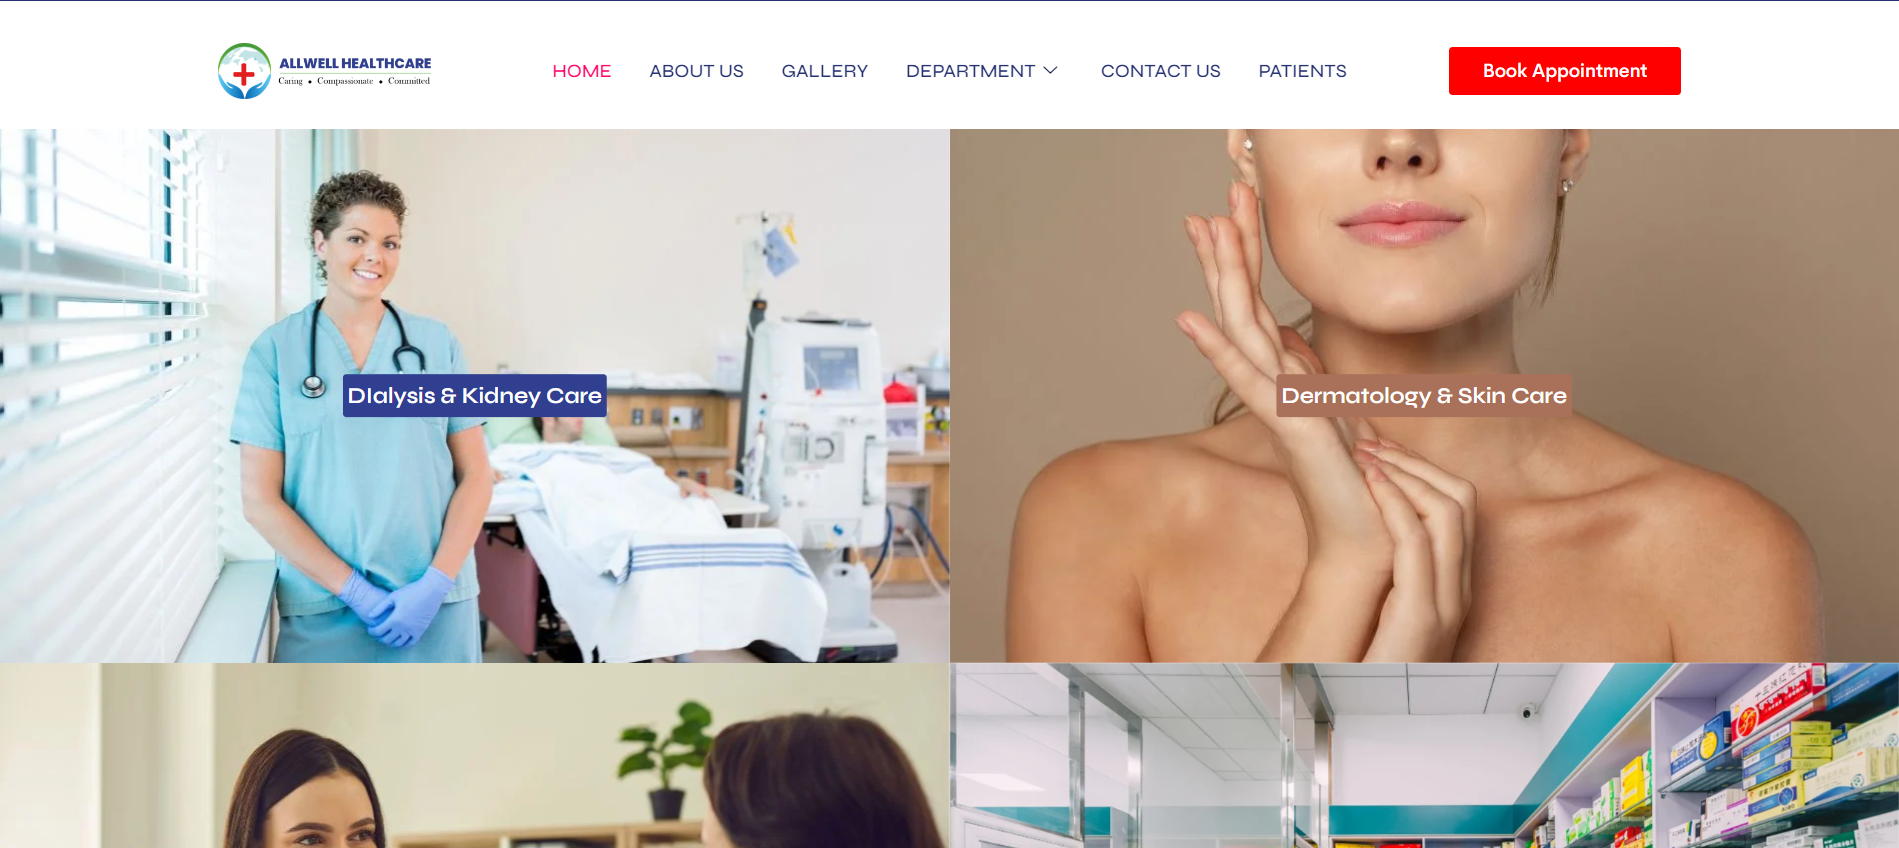 ALLWELL HEALTHCARE
Caring • Compassionate • Committed
HOME
ABOUT US
GALLERY
DEPARTMENT
CONTACT US
PATIENTS
Book Appointment
DIalysis & Kidney Care
Dermatology & Skin Care